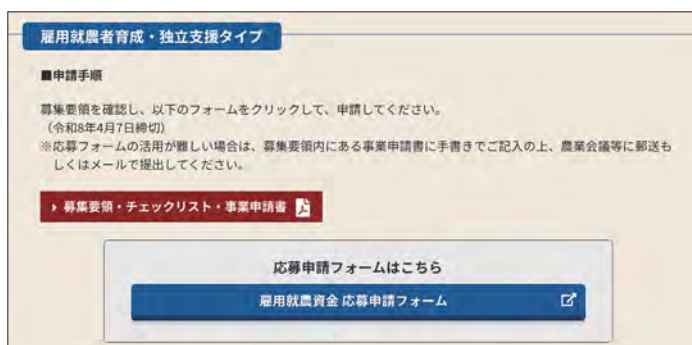 雇用就農者育成・独立支援タイプ
■申請手順
募集要領を確認し、以下のフォームをクリックして、申請してください。
（令和8年4月7日締切）
※応募フォームの活用が難しい場合は、募集要領内にある事業申請書に手書きでご記入の上、農業会議等に郵送も
しくはメールで提出してください。
募集要領・チェックリスト・事業申請書
応募申請フォームはこちら
雇用就農資金 応募申請フォーム